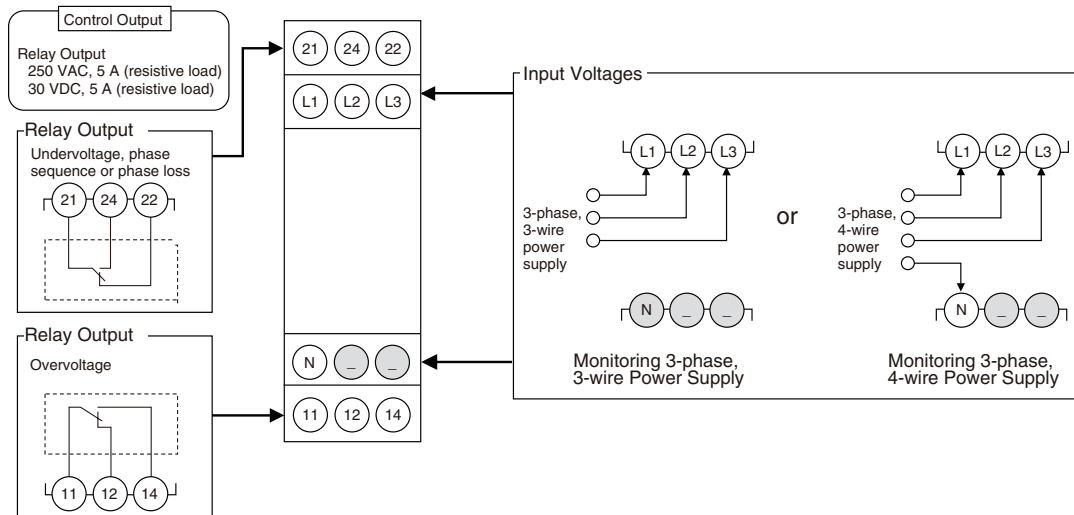 Control Output
Relay Output
250 VAC, 5 A (resistive load)
30 VDC, 5 A (resistive load)
Relay Output
Undervoltage, phase
sequence or phase loss
21 24 22
Relay Output
Overvoltage
11 12 14
21 24 22
L1 L2 L3
N _ _
11 12 14
Input Voltages
L1 L2 L3
3-phase,
3-wire
power
supply
N _ _
Monitoring 3-phase,
3-wire Power Supply
or
L1 L2 L3
3-phase,
4-wire
power
supply
N _ _
Monitoring 3-phase,
4-wire Power Supply